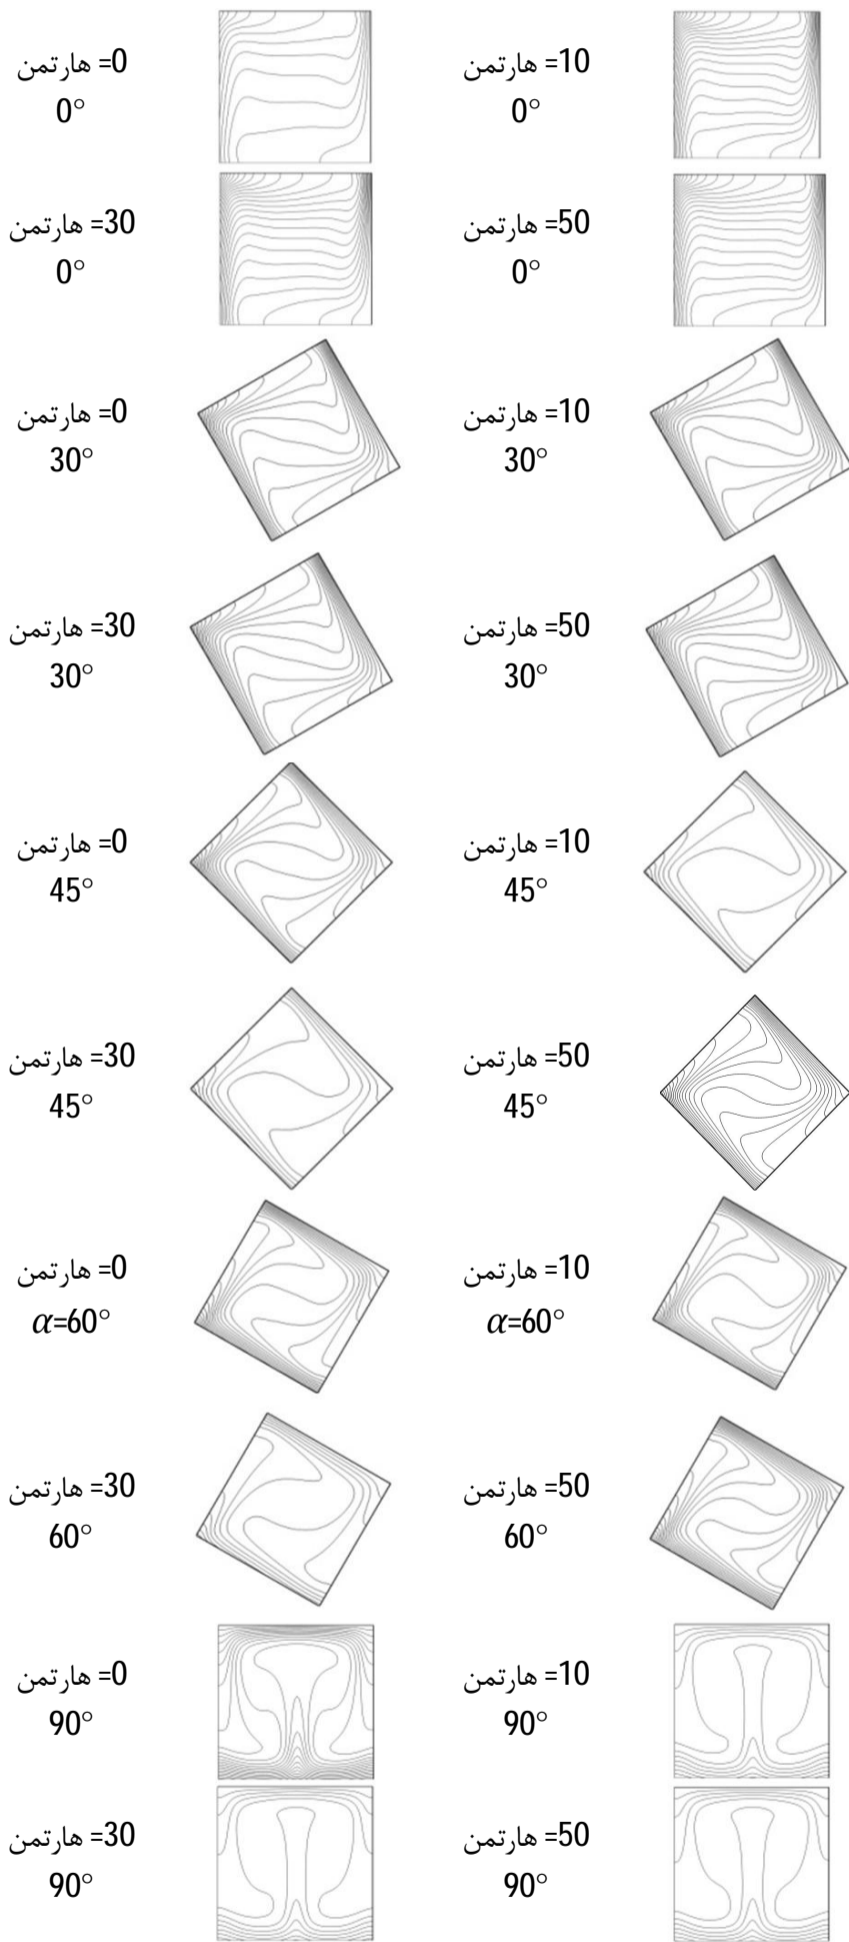 هارتمن =0
0°
هارتمن =10
0°
هارتمن =30
0°
هارتمن =50
0°
هارتمن =0
30°
هارتمن =10
30°
هارتمن =30
30°
هارتمن =50
30°
هارتمن =0
45°
هارتمن =10
45°
هارتمن =30
45°
هارتمن =50
45°
هارتمن =0
α=60°
هارتمن =10
α=60°
هارتمن =30
60°
هارتمن =50
60°
هارتمن =0
90°
هارتمن =10
90°
هارتمن =30
90°
هارتمن =50
90°